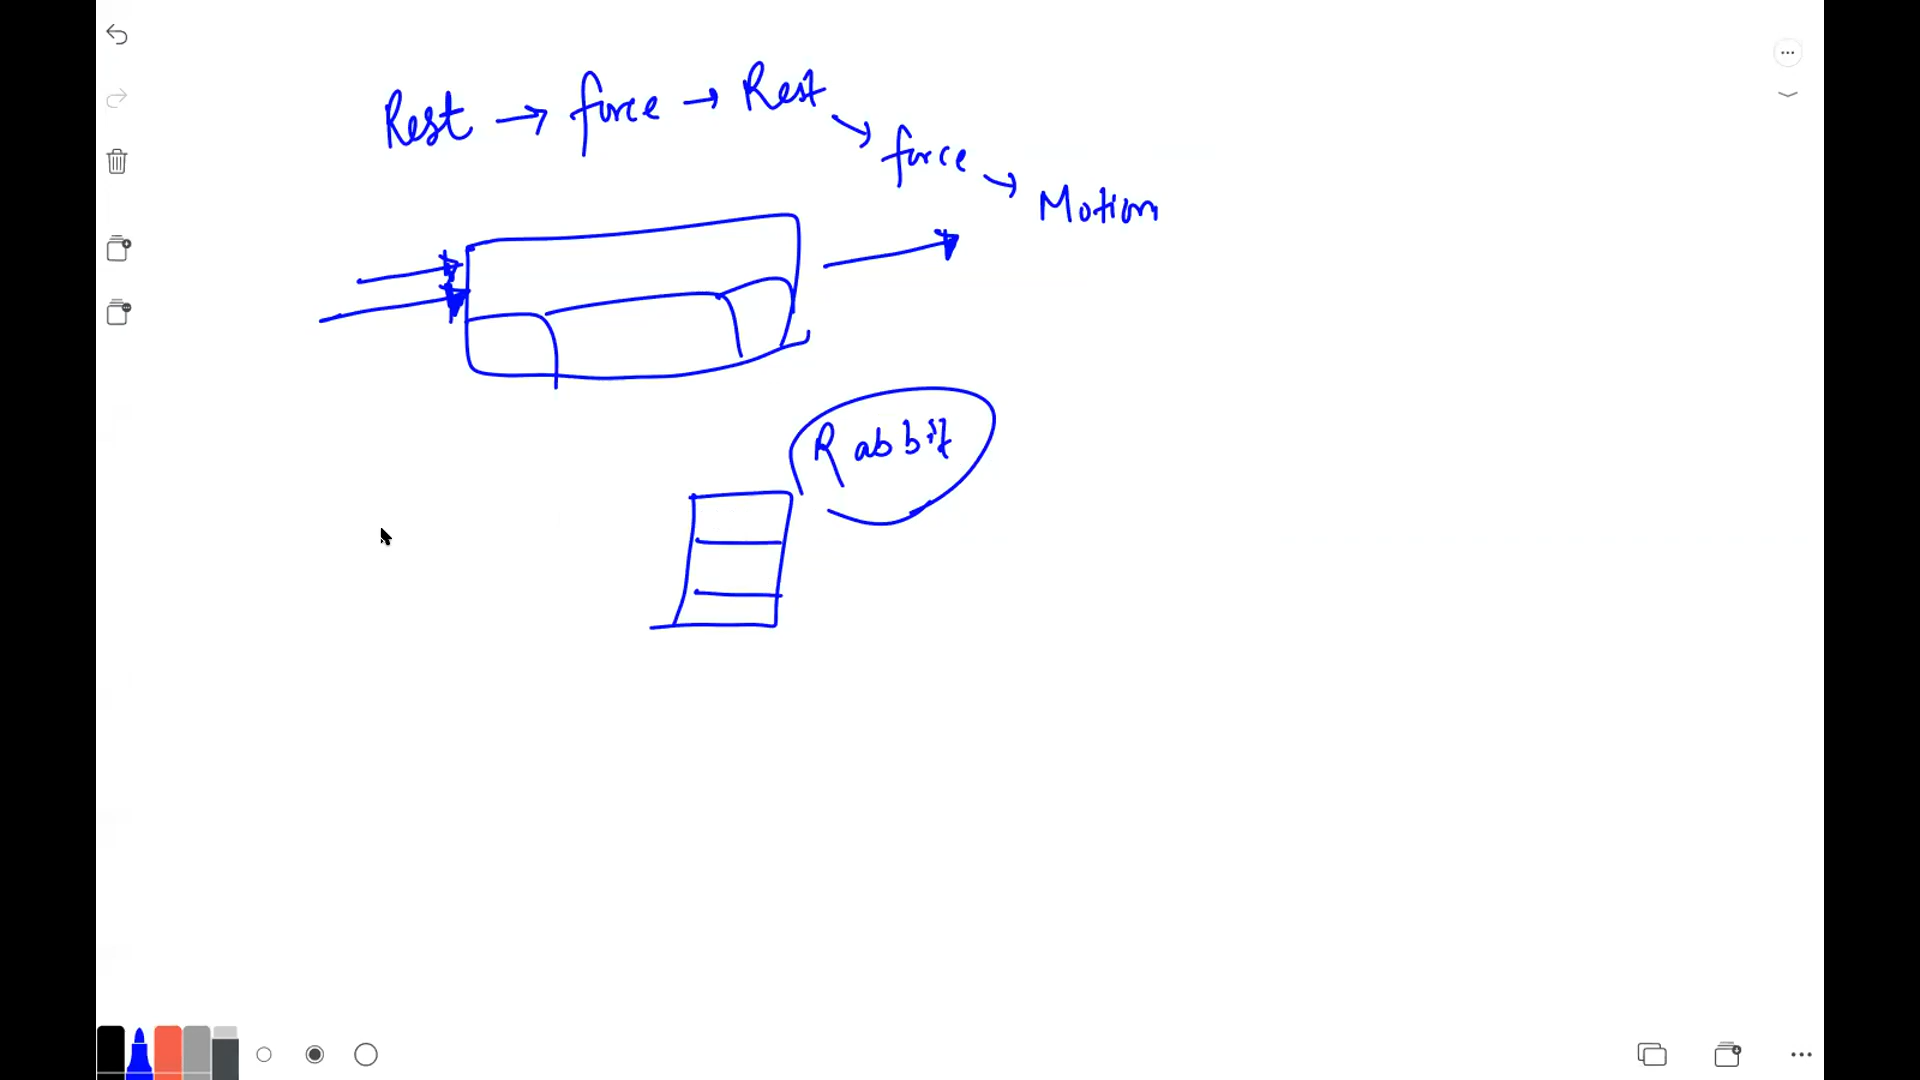 Rest → force → Rest → force → Motion
Rabbit